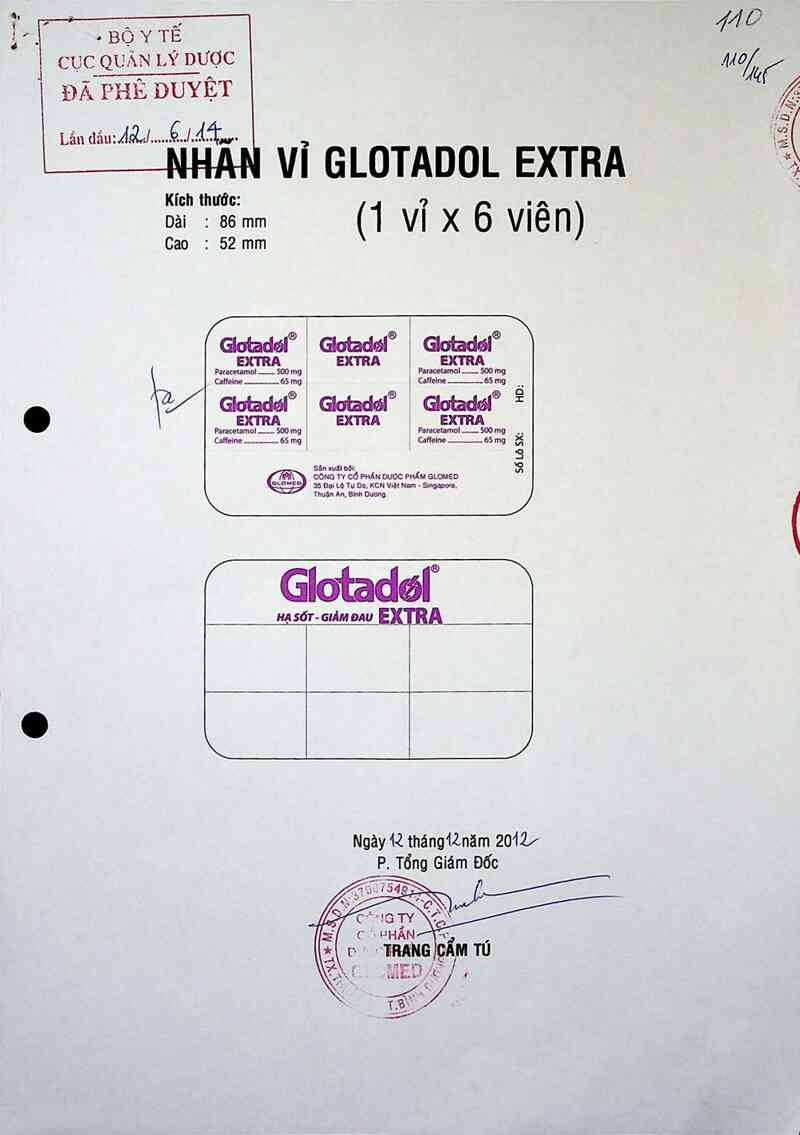 110
110/145
BỘ Y TẾ
CỤC QUẢN LÝ DƯỢC
ĐÃ PHÊ DUYỆT
Lần đầu: 12 / 6 / 14
NHÃN VỈ GLOTADOL EXTRA
Kích thước:
(1 vỉ x 6 viên)
Dài : 86 mm
Cao : 52 mm
Glotadol® Glotadol® Glotadol®
EXTRA EXTRA EXTRA
Paracetamol 500 mg Paracetamol 500 mg
Caffeine 65 mg Caffeine 65 mg
Glotadol® Glotadol® Glotadol®
EXTRA EXTRA EXTRA
Paracetamol 500 mg Paracetamol 500 mg
Caffeine 65 mg Caffeine 65 mg
Số Lô SX: HD:
GLOMED
Sản xuất bởi:
CÔNG TY CỔ PHẦN DƯỢC PHẨM GLOMED
35 Đại Lộ Tự Do, KCN Việt Nam - Singapore,
Thuận An, Bình Dương.
Glotadol®
HẠ SỐT - GIẢM ĐAU EXTRA
Ngày 12 tháng 12 năm 2012
P. Tổng Giám Đốc
CÔNG TY
CỔ PHẦN
TRANG CẨM TÚ